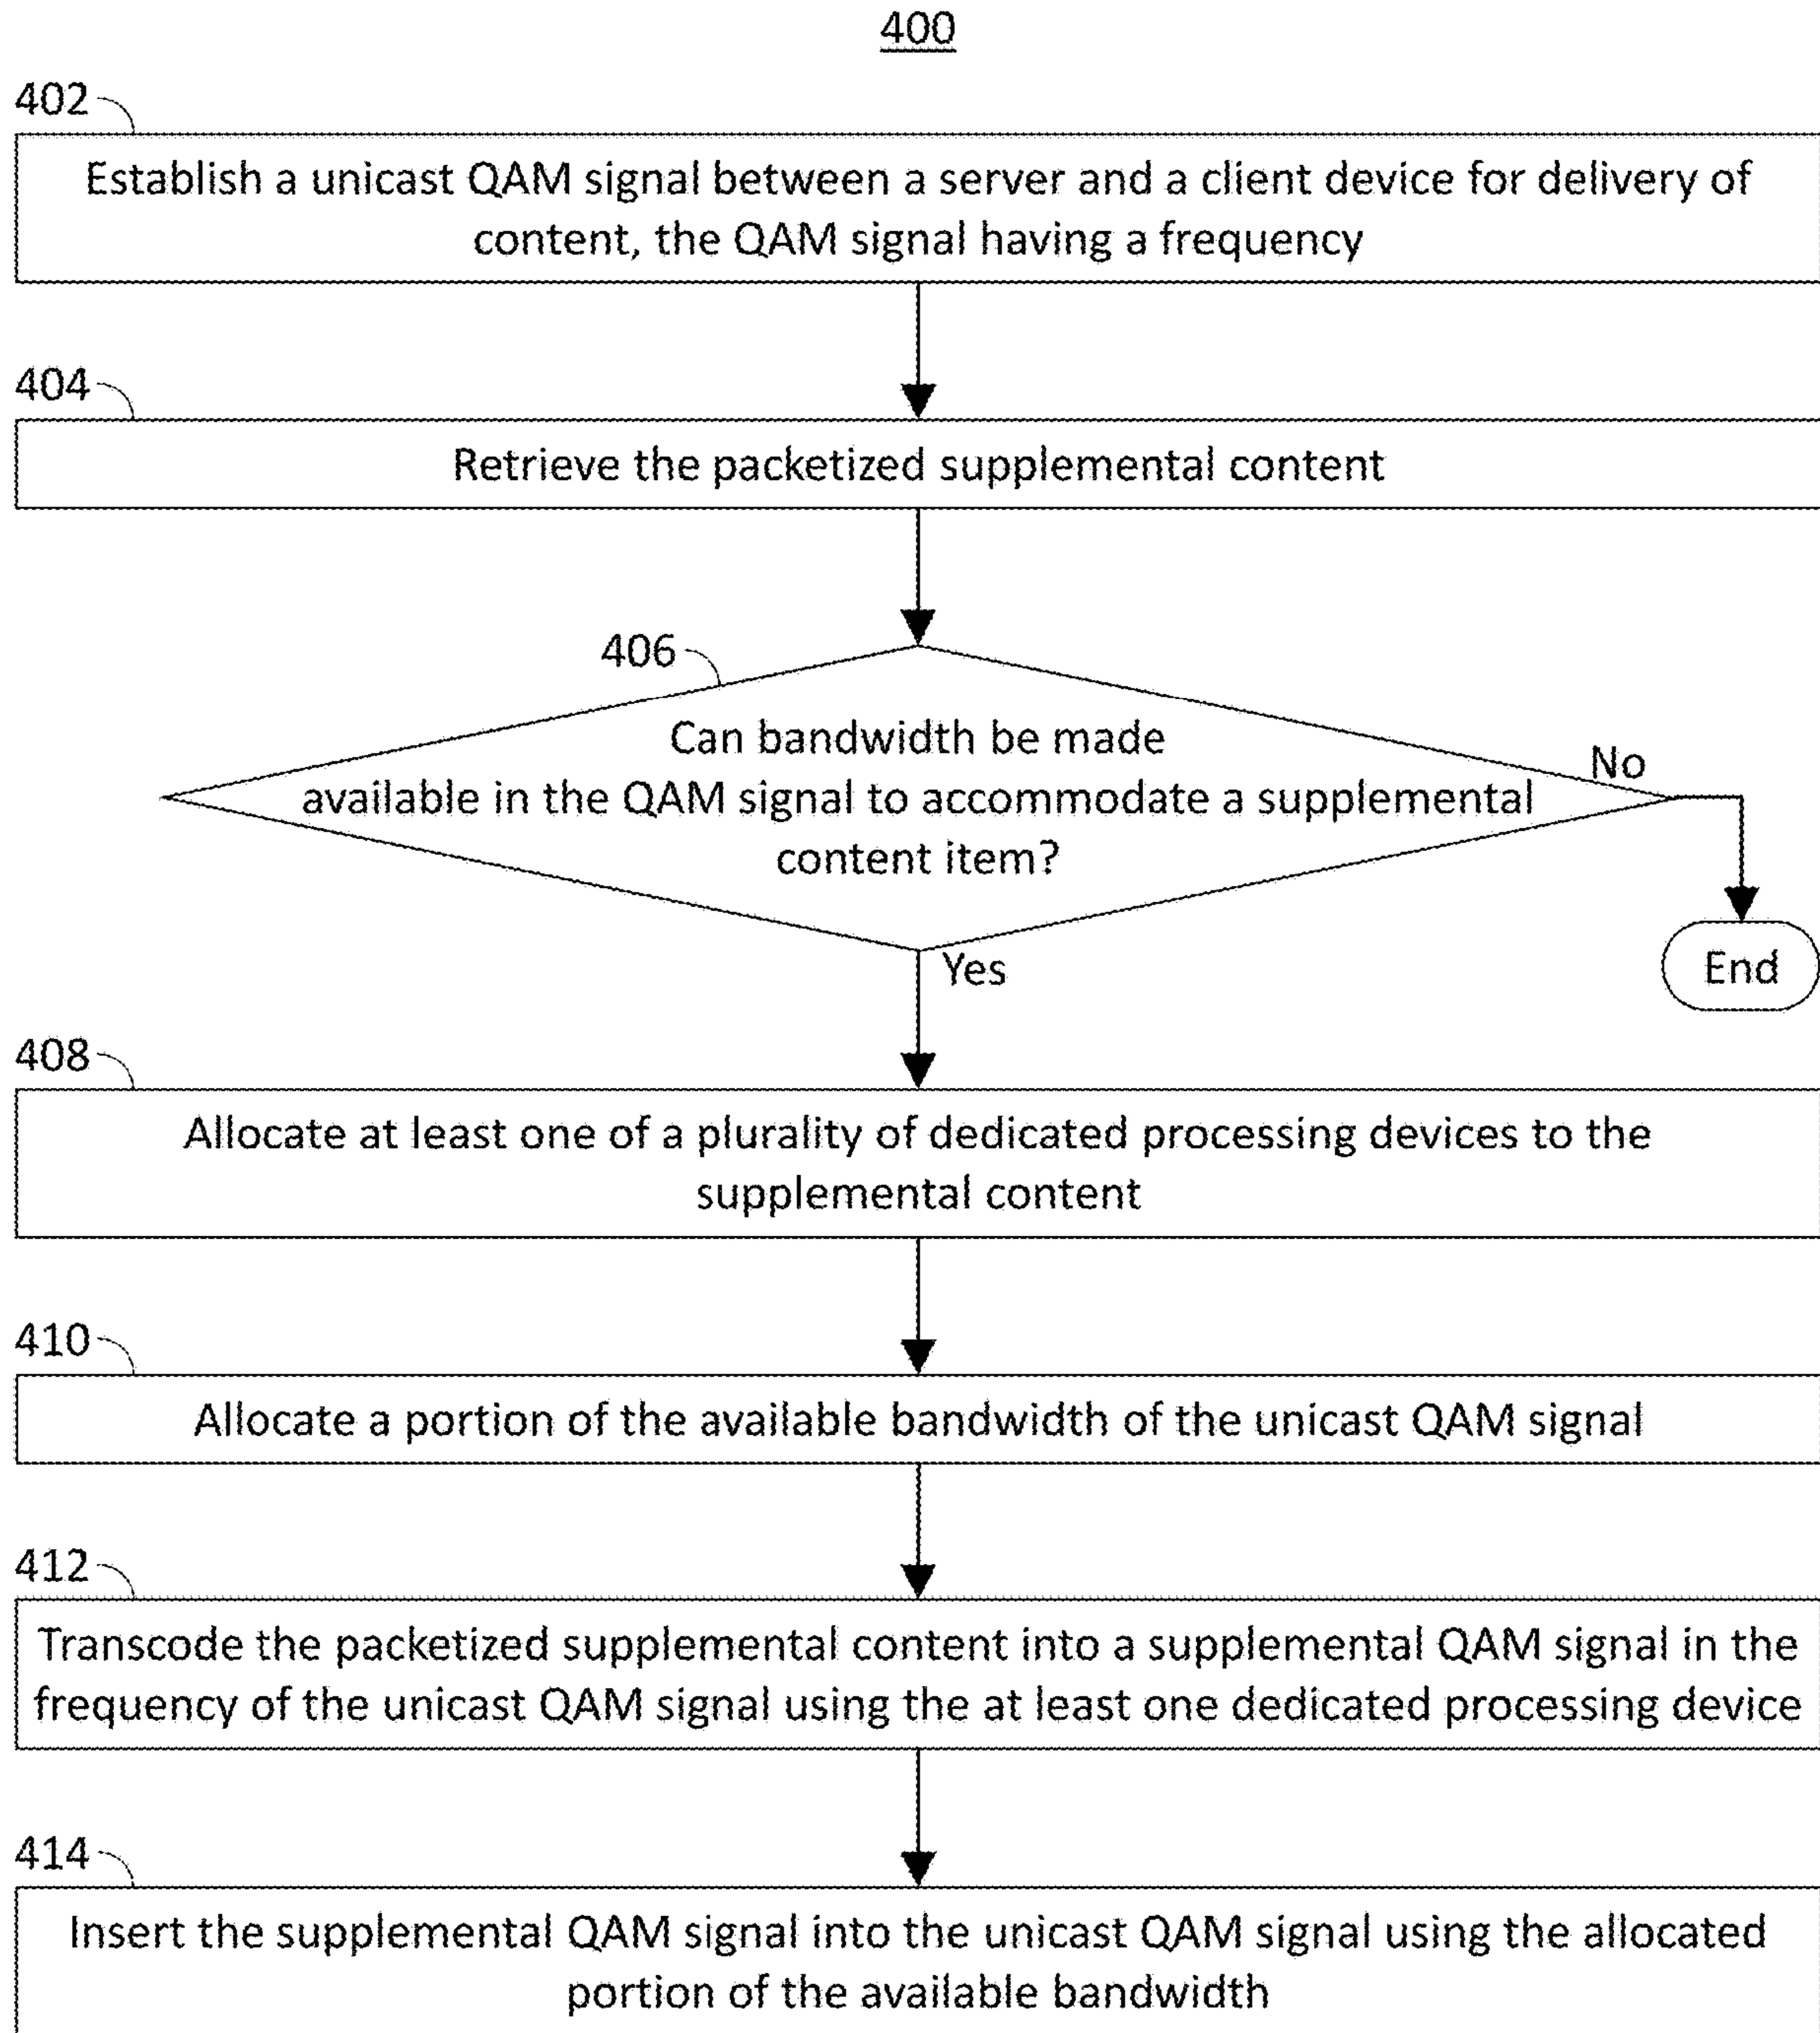 400
402
Establish a unicast QAM signal between a server and a client device for delivery of
content, the QAM signal having a frequency
404
Retrieve the packetized supplemental content
406
Can bandwidth be made
available in the QAM signal to accommodate a supplemental
content item?
No
End
Yes
408
Allocate at least one of a plurality of dedicated processing devices to the
supplemental content
410
Allocate a portion of the available bandwidth of the unicast QAM signal
412
Transcode the packetized supplemental content into a supplemental QAM signal in the
frequency of the unicast QAM signal using the at least one dedicated processing device
414
Insert the supplemental QAM signal into the unicast QAM signal using the allocated
portion of the available bandwidth